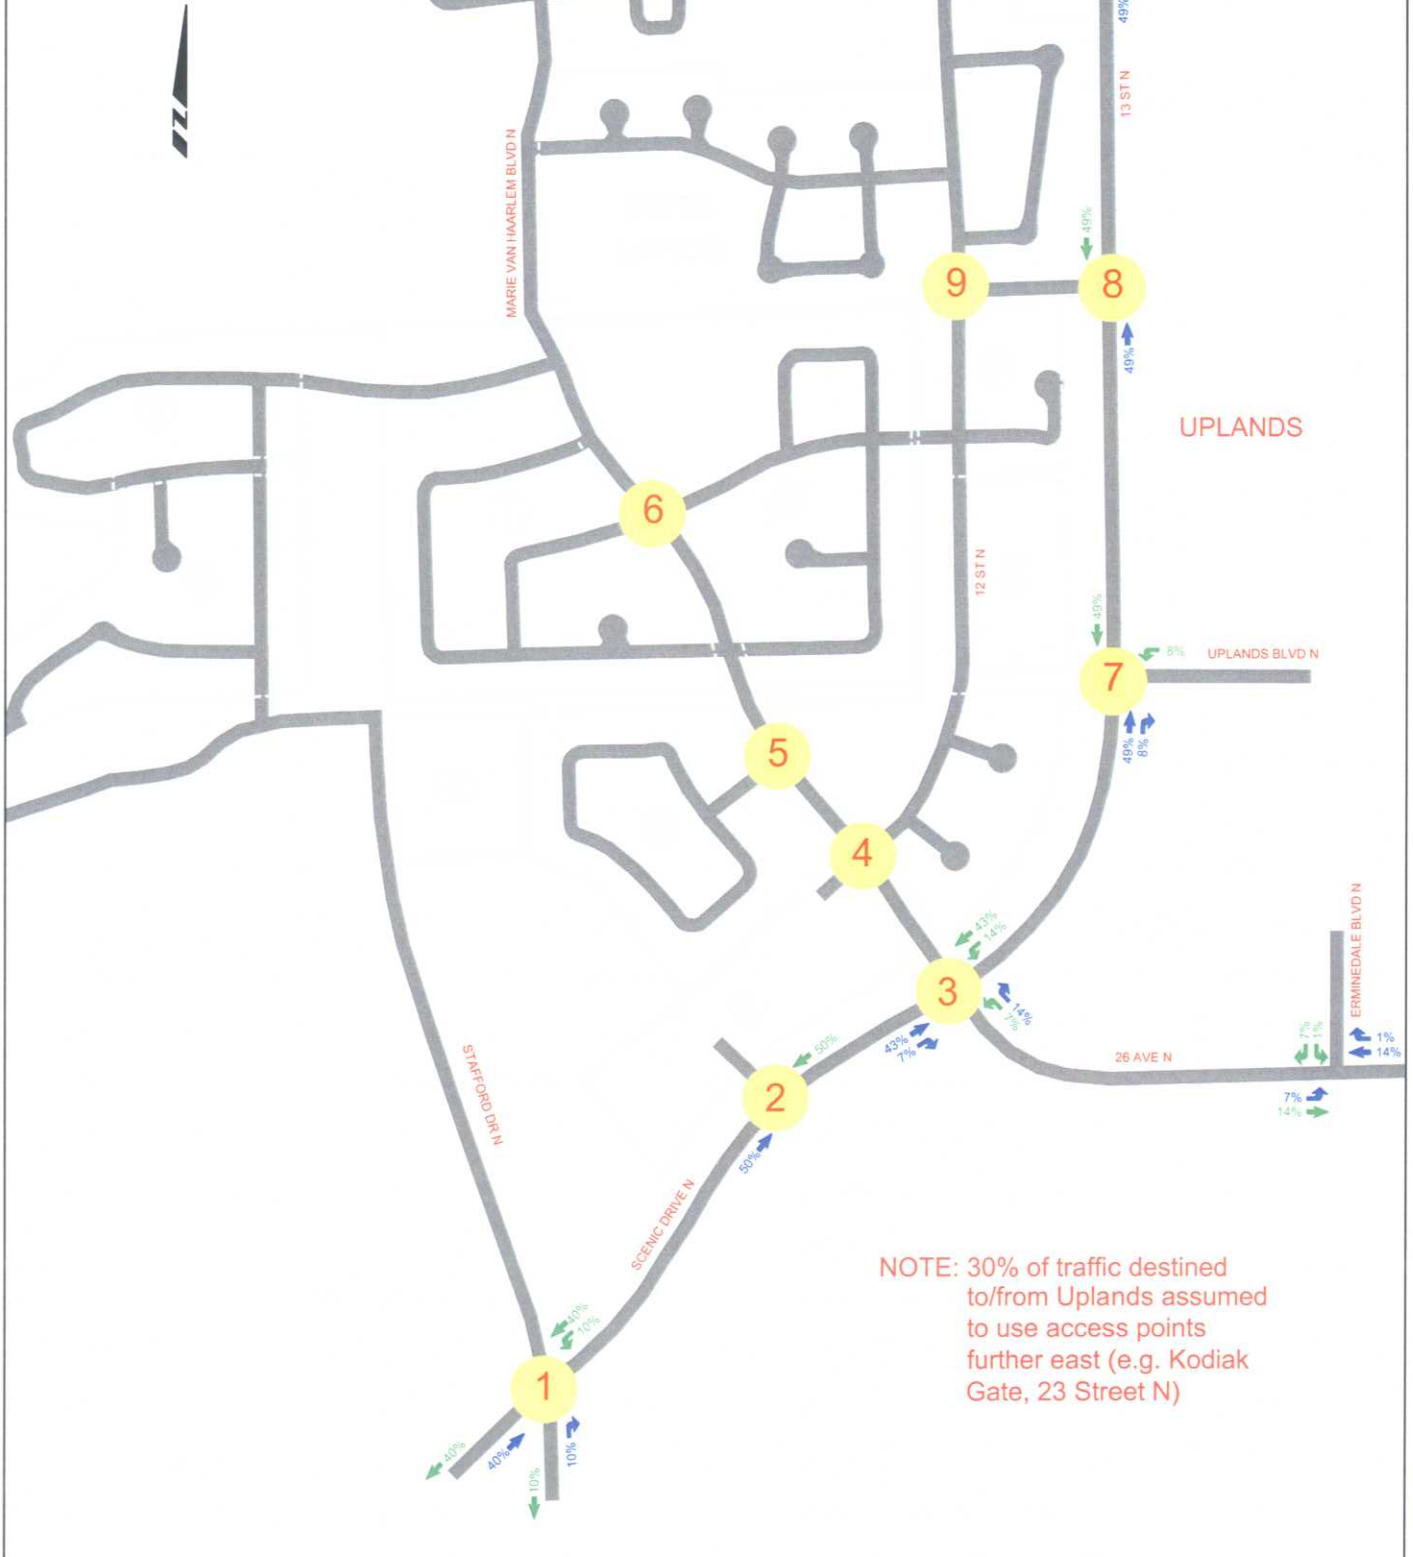 49%
13 ST N
MARIE VAN HAARLEM BLVD N
49%
9
8
49%
UPLANDS
6
12 ST N
49%
8%
UPLANDS BLVD N
7
49%
8%
5
4
43%
14%
ERMINEDALE BLVD N
3
14%
7%
7%
1%
1%
14%
50%
43%
7%
26 AVE N
STAFFORD DR N
2
7%
14%
50%
SCENIC DRIVE N
NOTE: 30% of traffic destined
to/from Uplands assumed
to use access points
further east (e.g. Kodiak
Gate, 23 Street N)
40%
10%
1
40%
40%
10%
10%
N